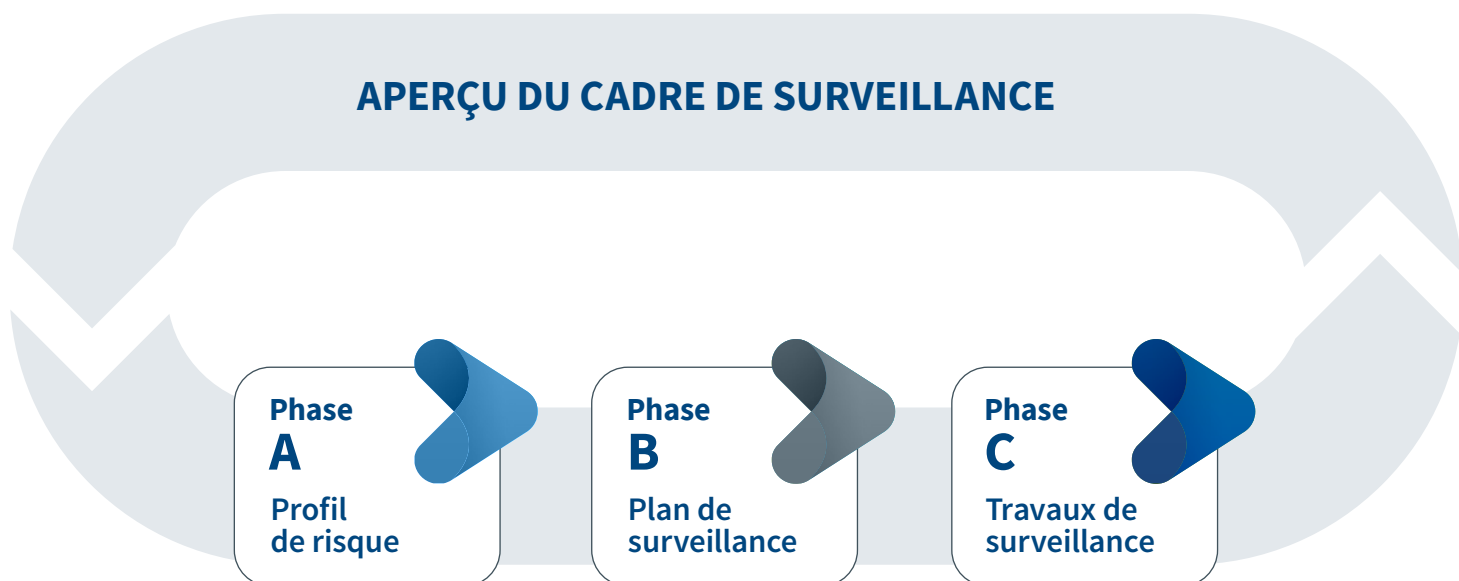 APERÇU DU CADRE DE SURVEILLANCE
Phase
A
Profil
de risque
Phase
B
Plan de
surveillance
Phase
C
Travaux de
surveillance